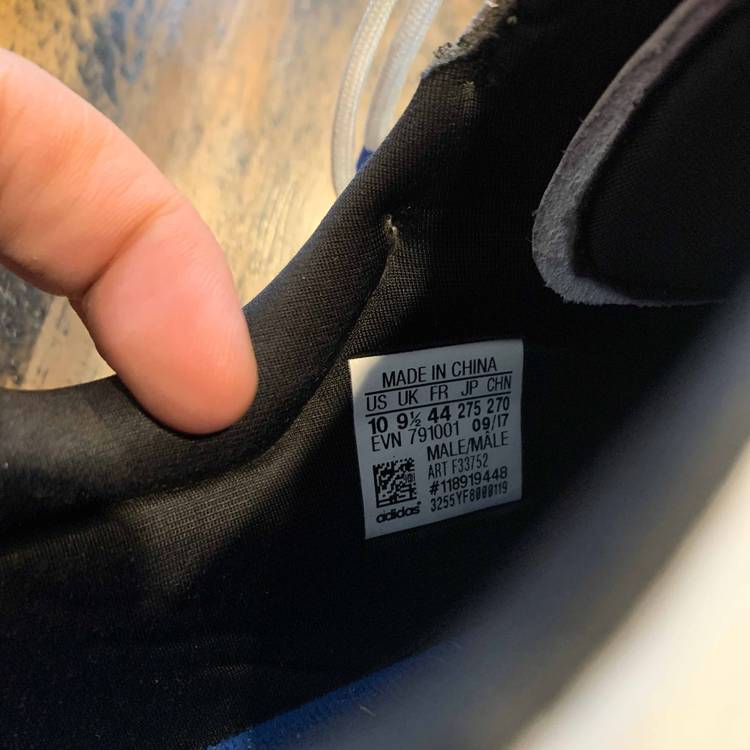 MADE IN CHINA
US UK FR JP CHN
10 9½ 44 275 270
EVN 791001 09/17
MALE/MÂLE
ART F33752
#118919448
3255YF8000119
adidas